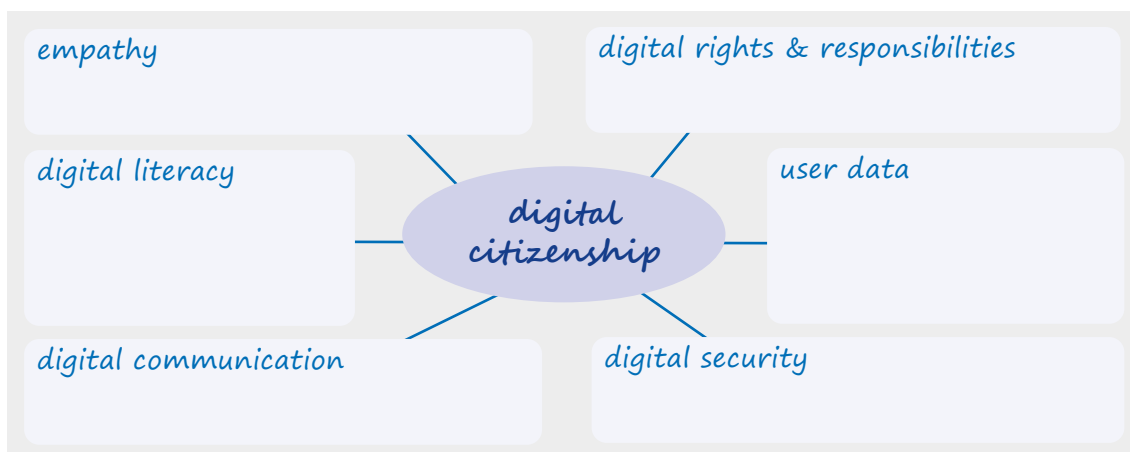 empathy
digital rights & responsibilities
digital literacy
user data
digital
citizenship
digital communication
digital security